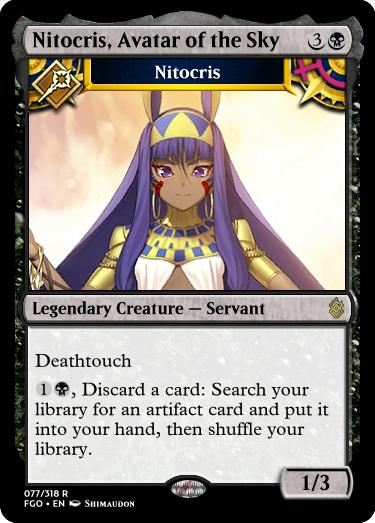 Nitocris, Avatar of the Sky 3
Nitocris
Legendary Creature — Servant
Deathtouch
1, Discard a card: Search your
library for an artifact card and put it
into your hand, then shuffle your
library.
1/3
077/318 R
FGO • EN Shimaudon